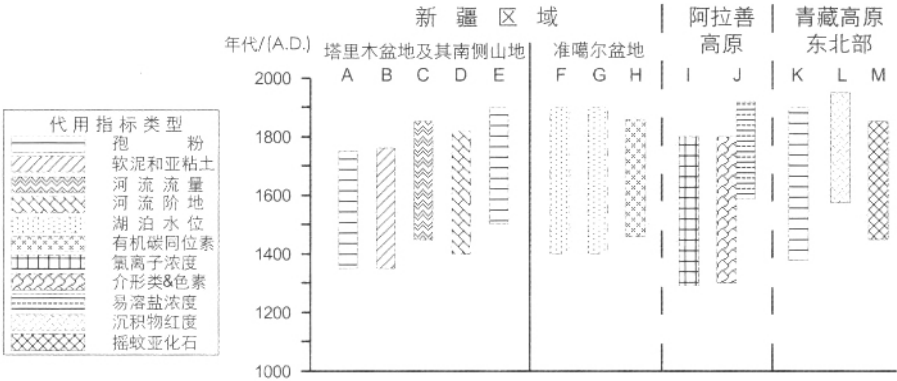 新疆区域
阿拉善
高原
青藏高原
东北部
年代/(A.D.)
塔里木盆地及其南侧山地
准噶尔盆地
2000
A B C D E F G H I J K L M
1800
1600
1400
1200
1000
代用指标类型
孢粉
软泥和亚粘土
河流流量
河流阶地
湖泊水位
有机碳同位素
氯离子浓度
介形类&色素
易溶盐浓度
沉积物红度
摇蚊亚化石